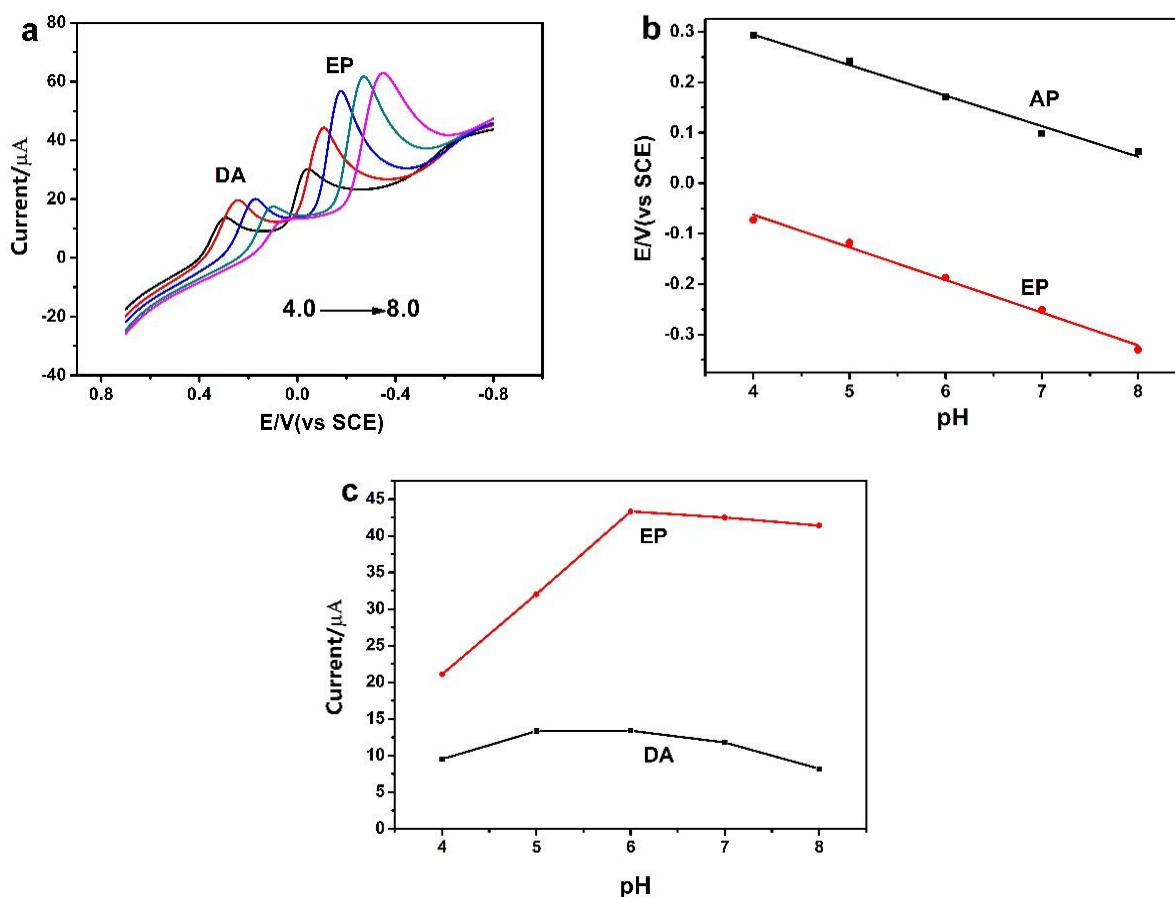 a
80
60
40
20
0
-20
-40
Current/μA
DA
EP
4.0 8.0
0.8 0.4 0.0 -0.4 -0.8
E/V(vs SCE)
b
0.3
0.2
0.1
0.0
-0.1
-0.2
-0.3
E/V(vs SCE)
AP
EP
4 5 6 7 8
pH
c
45
40
35
30
25
20
15
10
5
0
Current/μA
EP
DA
4 5 6 7 8
pH